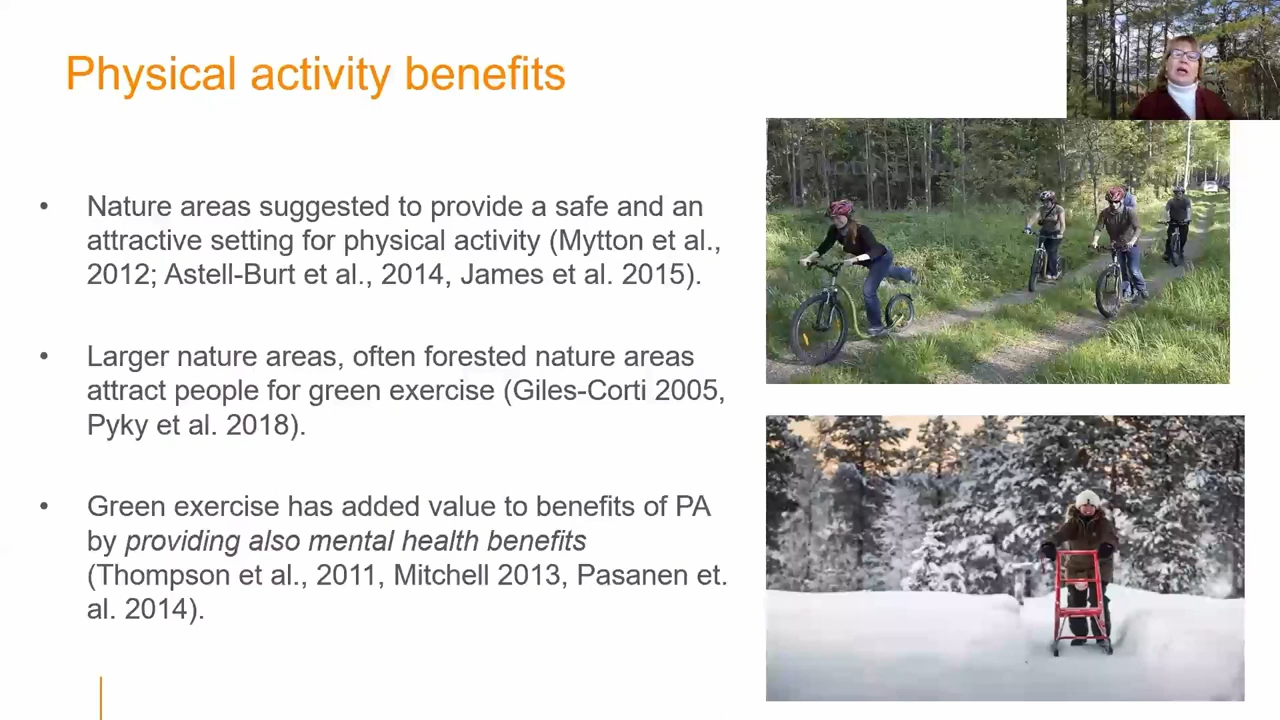 Physical activity benefits
• Nature areas suggested to provide a safe and an
attractive setting for physical activity (Mytton et al.,
2012; Astell-Burt et al., 2014, James et al. 2015).
• Larger nature areas, often forested nature areas
attract people for green exercise (Giles-Corti 2005,
Pyky et al. 2018).
• Green exercise has added value to benefits of PA
by providing also mental health benefits
(Thompson et al., 2011, Mitchell 2013, Pasanen et.
al. 2014).